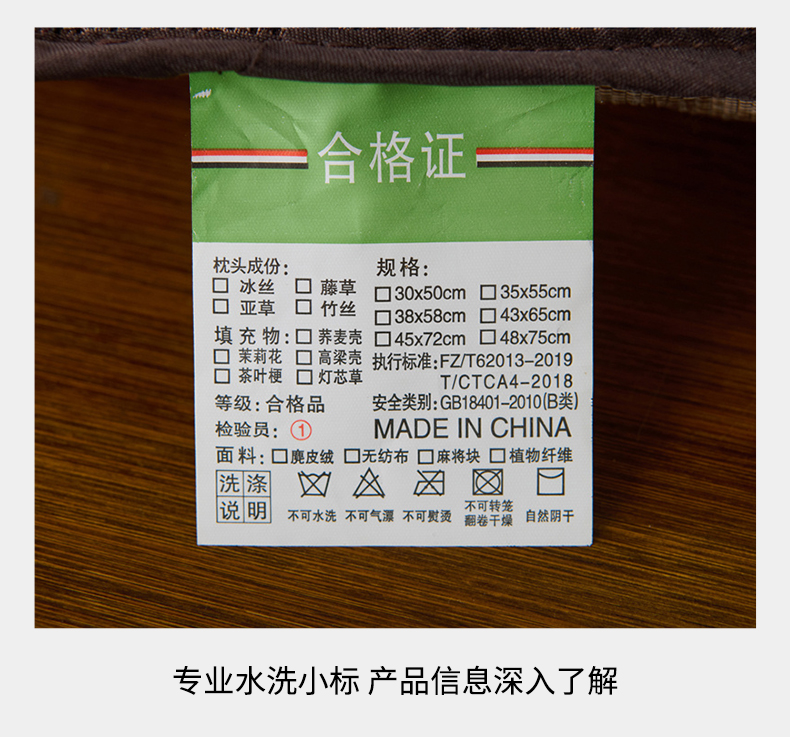 合格证
枕头成份:
□ 冰丝 □ 藤草
□ 亚草 □ 竹丝
填充物: □ 荞麦壳
□ 茉莉花 □ 高梁壳
□ 茶叶梗 □ 灯芯草
等级: 合格品
检验员: ①
规格:
□ 30x50cm □ 35x55cm
□ 38x58cm □ 43x65cm
□ 45x72cm □ 48x75cm
执行标准: FZ/T62013-2019
T/CTCA4-2018
安全类别: GB18401-2010(B类)
MADE IN CHINA
面料: □ 麂皮绒 □ 无纺布 □ 麻将块 □ 植物纤维
洗涤
说明
不可水洗 不可气漂 不可熨烫 不可转笼
翻卷干燥 自然阴干
专业水洗小标 产品信息深入了解